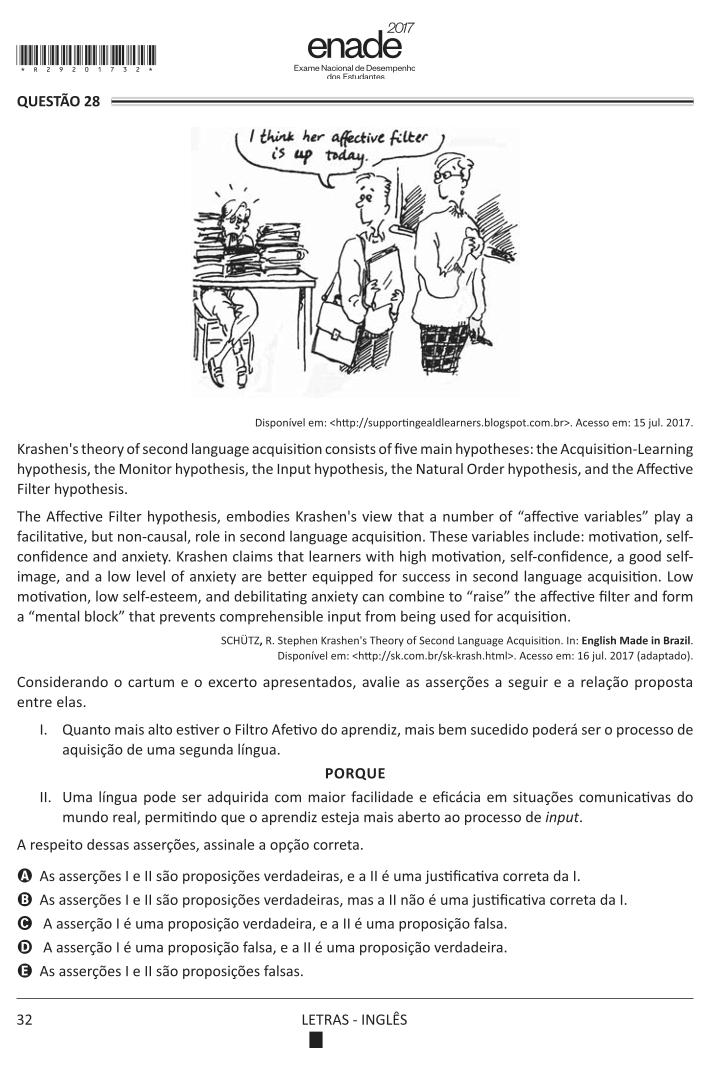 2017
enade
Exame Nacional de Desempenho
dos Estudantes
* R 2 9 2 0 1 7 3 2 *
QUESTÃO 28
I think her affective filter
is up today.
Disponível em: <http://supportingealdlearners.blogspot.com.br>. Acesso em: 15 jul. 2017.
Krashen's theory of second language acquisition consists of five main hypotheses: the Acquisition-Learning
hypothesis, the Monitor hypothesis, the Input hypothesis, the Natural Order hypothesis, and the Affective
Filter hypothesis.
The Affective Filter hypothesis, embodies Krashen's view that a number of “affective variables” play a
facilitative, but non-causal, role in second language acquisition. These variables include: motivation, self-
confidence and anxiety. Krashen claims that learners with high motivation, self-confidence, a good self-
image, and a low level of anxiety are better equipped for success in second language acquisition. Low
motivation, low self-esteem, and debilitating anxiety can combine to “raise” the affective filter and form
a “mental block” that prevents comprehensible input from being used for acquisition.
SCHÜTZ, R. Stephen Krashen's Theory of Second Language Acquisition. In: English Made in Brazil.
Disponível em: <http://sk.com.br/sk-krash.html>. Acesso em: 16 jul. 2017 (adaptado).
Considerando o cartum e o excerto apresentados, avalie as asserções a seguir e a relação proposta
entre elas.
I. Quanto mais alto estiver o Filtro Afetivo do aprendiz, mais bem sucedido poderá ser o processo de
aquisição de uma segunda língua.
PORQUE
II. Uma língua pode ser adquirida com maior facilidade e eficácia em situações comunicativas do
mundo real, permitindo que o aprendiz esteja mais aberto ao processo de input.
A respeito dessas asserções, assinale a opção correta.
A As asserções I e II são proposições verdadeiras, e a II é uma justificativa correta da I.
B As asserções I e II são proposições verdadeiras, mas a II não é uma justificativa correta da I.
C A asserção I é uma proposição verdadeira, e a II é uma proposição falsa.
D A asserção I é uma proposição falsa, e a II é uma proposição verdadeira.
E As asserções I e II são proposições falsas.
32
LETRAS - INGLÊS